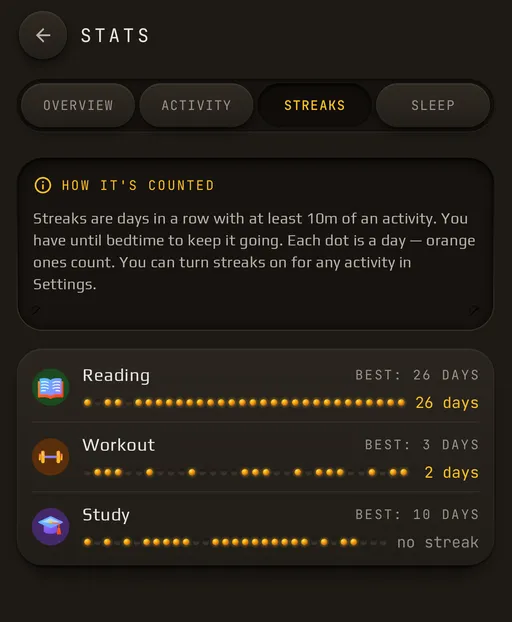 STATS
OVERVIEW
ACTIVITY
STREAKS
SLEEP
HOW IT'S COUNTED
Streaks are days in a row with at least 10m of an activity. You
have until bedtime to keep it going. Each dot is a day — orange
ones count. You can turn streaks on for any activity in
Settings.
Reading
BEST: 26 DAYS
26 days
Workout
BEST: 3 DAYS
2 days
Study
BEST: 10 DAYS
no streak